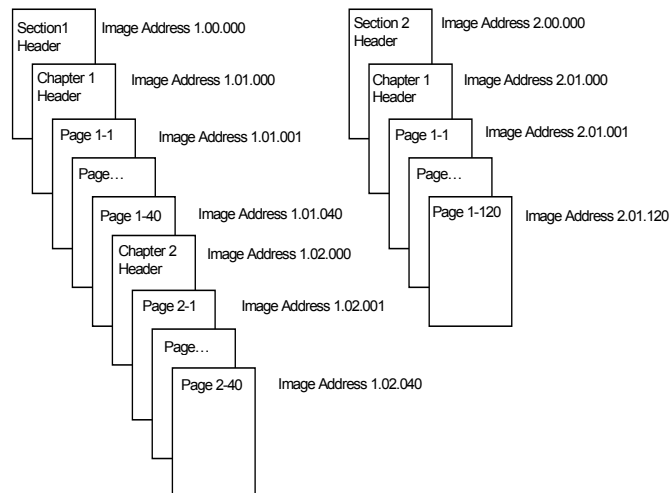 Section1
Header
Image Address 1.00.000
Chapter 1
Header
Image Address 1.01.000
Page 1-1
Image Address 1.01.001
Page…
Page 1-40
Image Address 1.01.040
Chapter 2
Header
Image Address 1.02.000
Page 2-1
Image Address 1.02.001
Page…
Page 2-40
Image Address 1.02.040
Section 2
Header
Image Address 2.00.000
Chapter 1
Header
Image Address 2.01.000
Page 1-1
Image Address 2.01.001
Page…
Page 1-120
Image Address 2.01.120